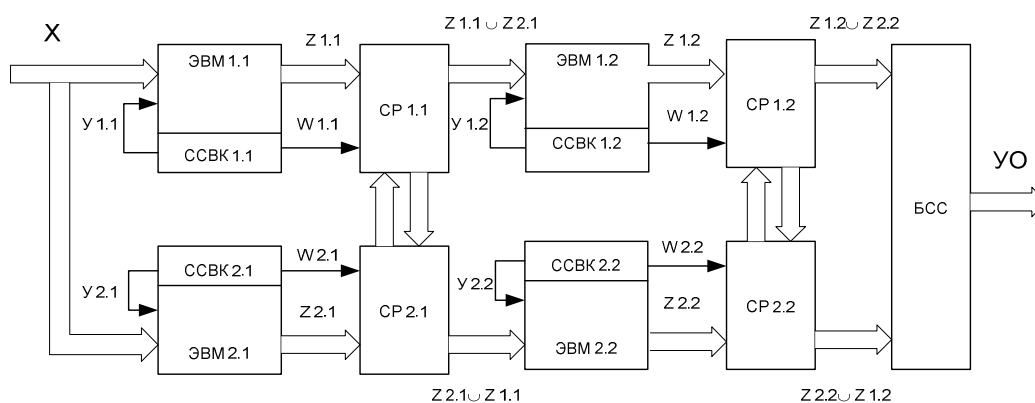 X
Z 1.1
Z 1.1 ∪ Z 2.1
Z 1.2
Z 1.2 ∪ Z 2.2
ЭВМ 1.1
ЭВМ 1.2
У 1.1
W 1.1
СР 1.1
У 1.2
W 1.2
СР 1.2
ССВК 1.1
ССВК 1.2
УО
БСС
ССВК 2.1
W 2.1
ССВК 2.2
W 2.2
У 2.1
У 2.2
Z 2.1
СР 2.1
Z 2.2
СР 2.2
ЭВМ 2.1
ЭВМ 2.2
Z 2.1 ∪ Z 1.1
Z 2.2 ∪ Z 1.2